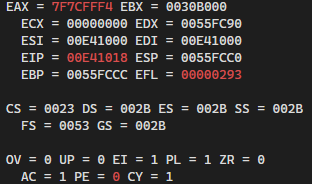 EAX = 7F7CFFF4 EBX = 0030B000
ECX = 00000000 EDX = 0055FC90
ESI = 00E41000 EDI = 00E41000
EIP = 00E41018 ESP = 0055FCC0
EBP = 0055FCCC EFL = 00000293
CS = 0023 DS = 002B ES = 002B SS = 002B
FS = 0053 GS = 002B
OV = 0 UP = 0 EI = 1 PL = 1 ZR = 0
AC = 1 PE = 0 CY = 1